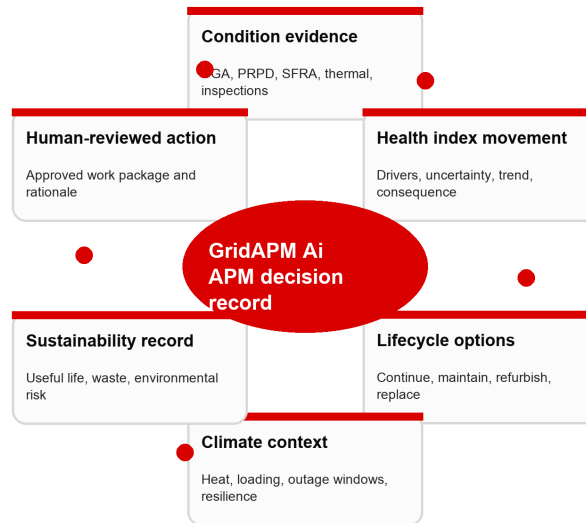 Condition evidence
GA, PRPD, SFRA, thermal,
inspections
Human-reviewed action
Approved work package and
rationale
Health index movement
Drivers, uncertainty, trend,
consequence
GridAPM Ai
APM decision
record
Sustainability record
Useful life, waste, environmental
risk
Lifecycle options
Continue, maintain, refurbish,
replace
Climate context
Heat, loading, outage windows,
resilience